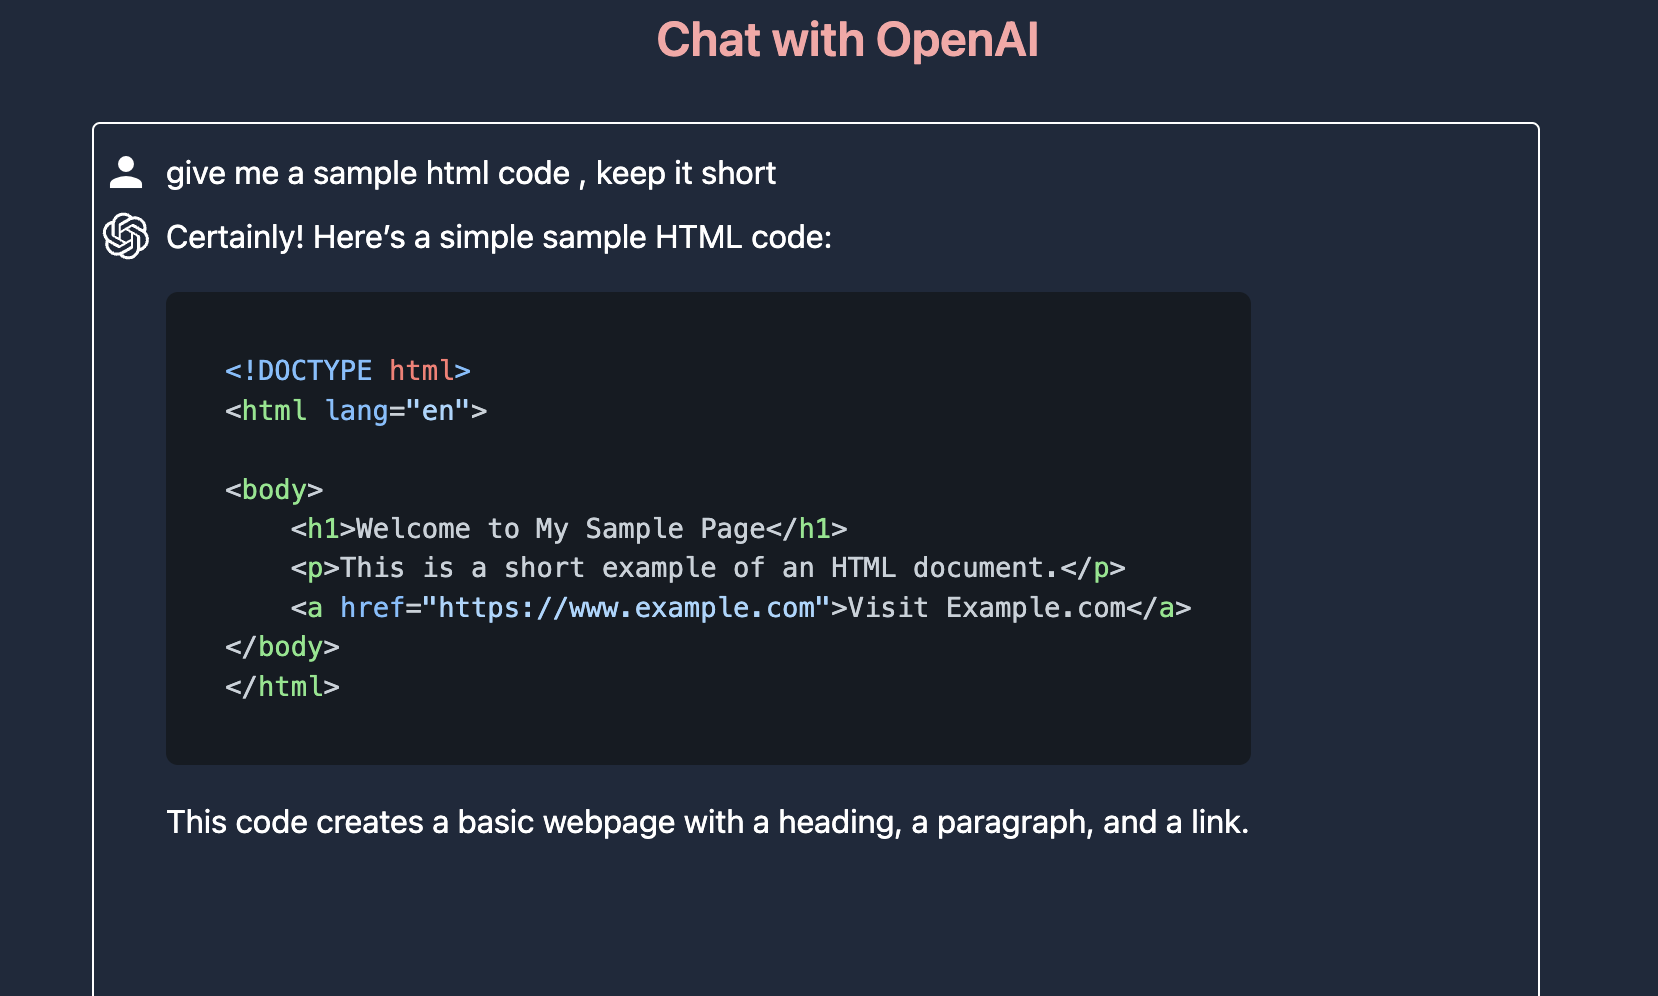 Chat with OpenAI
give me a sample html code , keep it short
Certainly! Here’s a simple sample HTML code:
<!DOCTYPE html>
<html lang="en">
<body>
    <h1>Welcome to My Sample Page</h1>
    <p>This is a short example of an HTML document.</p>
    <a href="https://www.example.com">Visit Example.com</a>
</body>
</html>
This code creates a basic webpage with a heading, a paragraph, and a link.